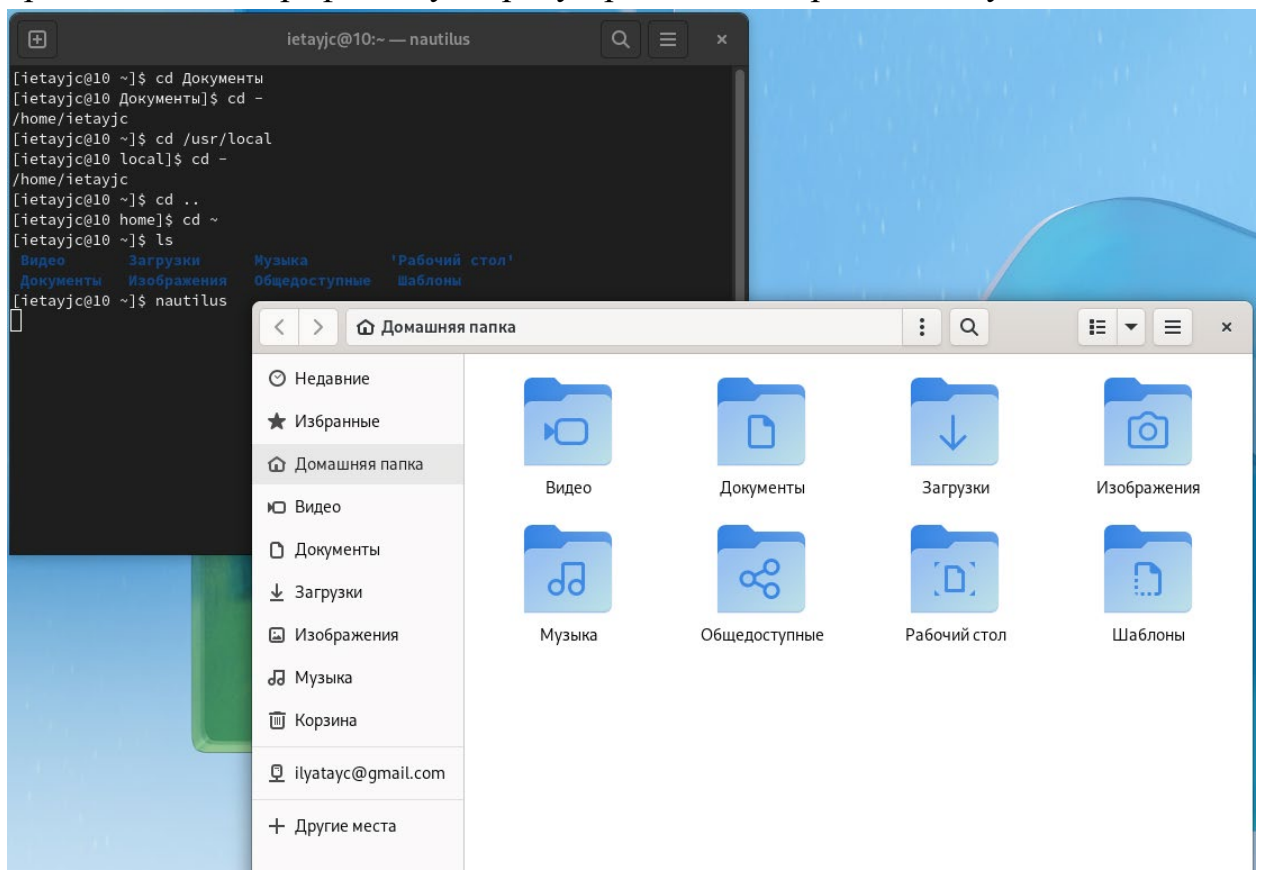 ietayjc@10:~ — nautilus
[ietayjc@10 ~]$ cd Документы
[ietayjc@10 Документы]$ cd -
/home/ietayjc
[ietayjc@10 ~]$ cd /usr/local
[ietayjc@10 local]$ cd -
/home/ietayjc
[ietayjc@10 ~]$ cd ..
[ietayjc@10 home]$ cd ~
[ietayjc@10 ~]$ ls
Видео Загрузки Музыка 'Рабочий стол'
Документы Изображения Общедоступные Шаблоны
[ietayjc@10 ~]$ nautilus
Домашняя папка
Недавние
Избранные
Домашняя папка
Видео
Документы
Загрузки
Изображения
Музыка
Корзина
ilyatayc@gmail.com
Другие места
Видео Документы Загрузки Изображения
Музыка Общедоступные Рабочий стол Шаблоны